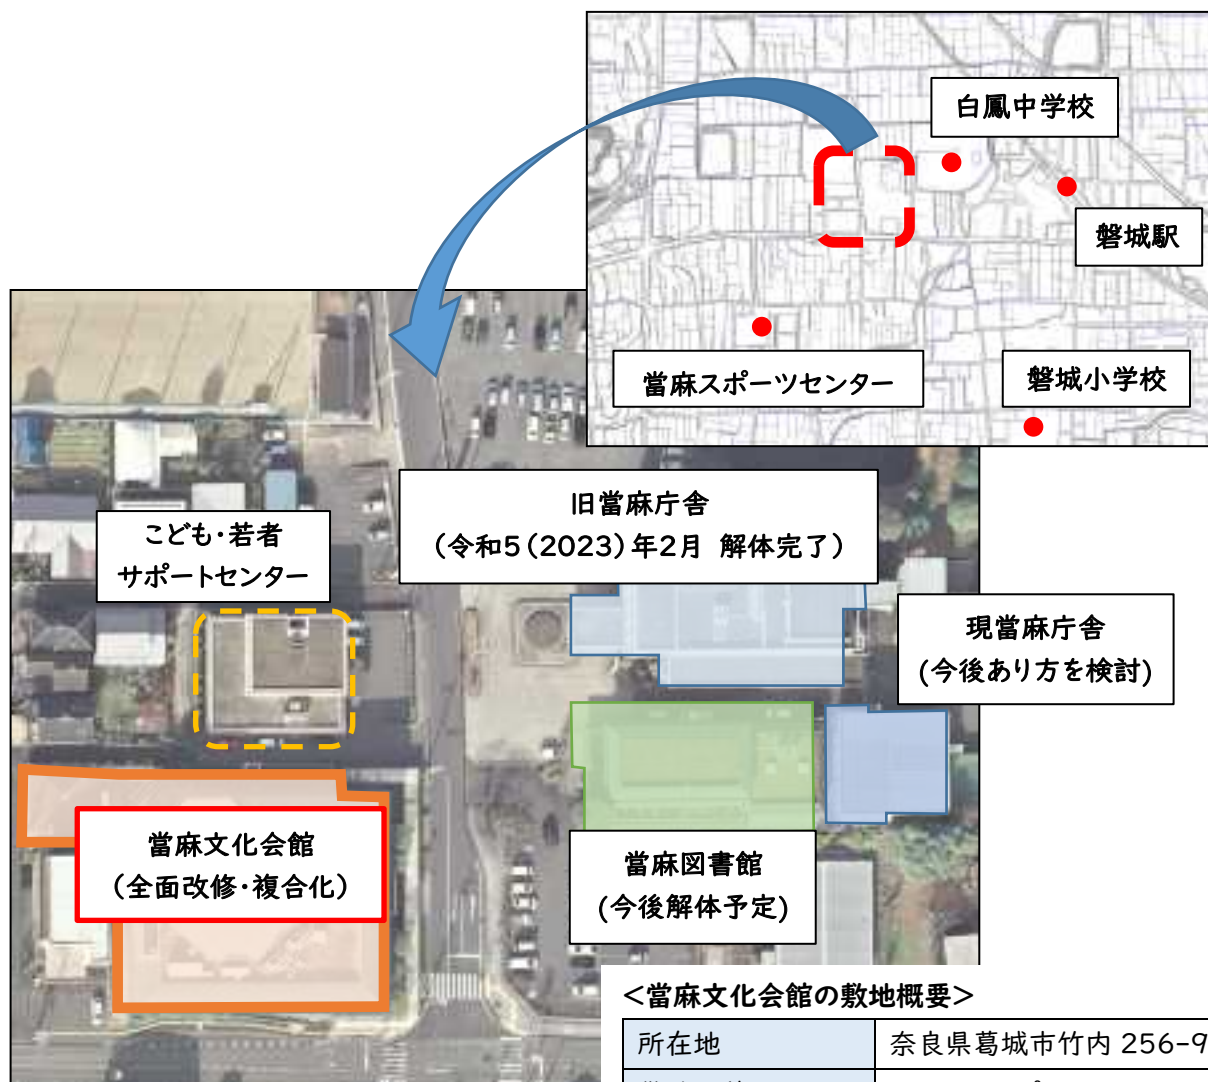 白鳳中学校
磐城駅
當麻スポーツセンター
磐城小学校
旧當麻庁舎
(令和5(2023)年2月 解体完了)
こども・若者
サポートセンター
現當麻庁舎
(今後あり方を検討)
當麻文化会館
(全面改修・複合化)
當麻図書館
(今後解体予定)
<當麻文化会館の敷地概要>
所在地 奈良県葛城市竹内 256-9